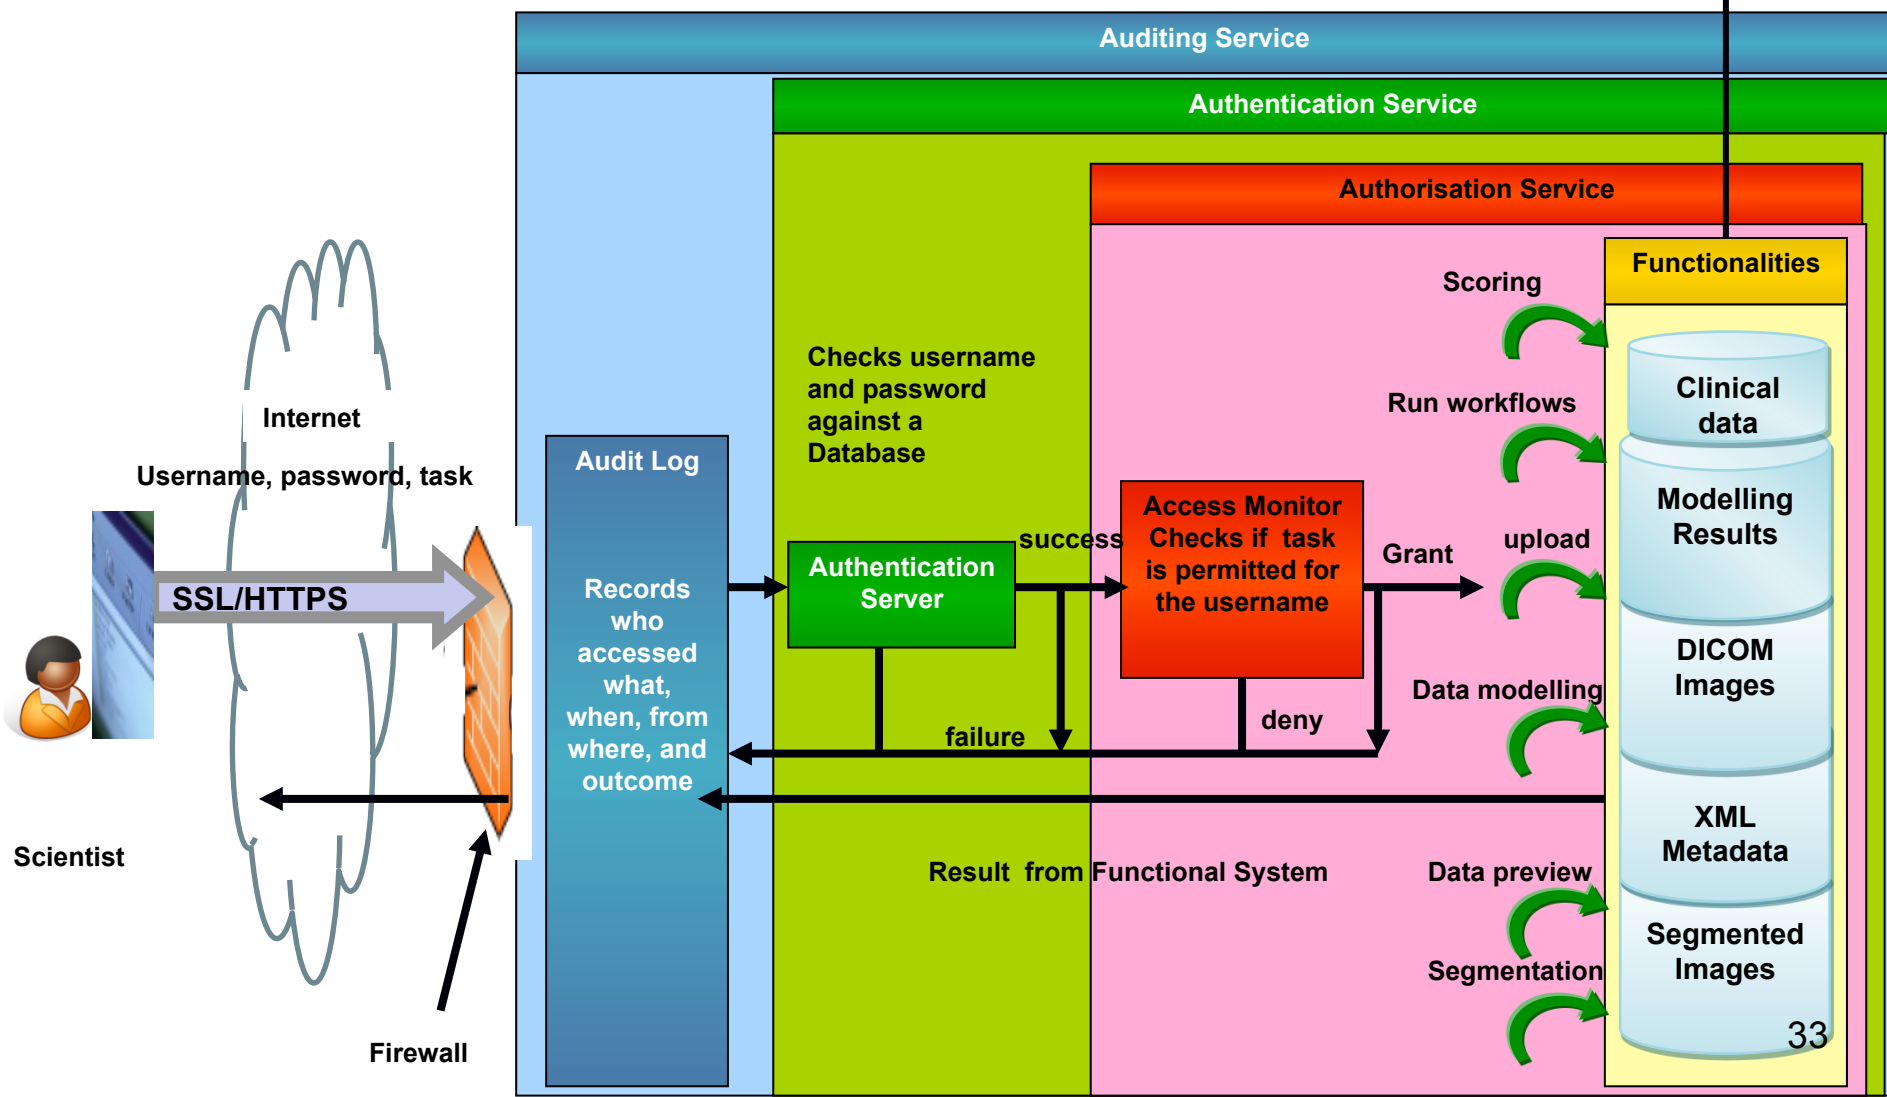 Auditing Service
Authentication Service
Authorisation Service
Functionalities
Scoring
Clinical
data
Run workflows
Checks username
and password
against a
Database
Internet
Username, password, task
SSL/HTTPS
Audit Log
Records
who
accessed
what,
when, from
where, and
outcome
Authentication
Server
success
Access Monitor
Checks if task
is permitted for
the username
Grant
upload
Modelling
Results
DICOM
Images
Data modelling
deny
failure
XML
Metadata
Scientist
Result from Functional System
Data preview
Segmented
Images
Segmentation
33
Firewall